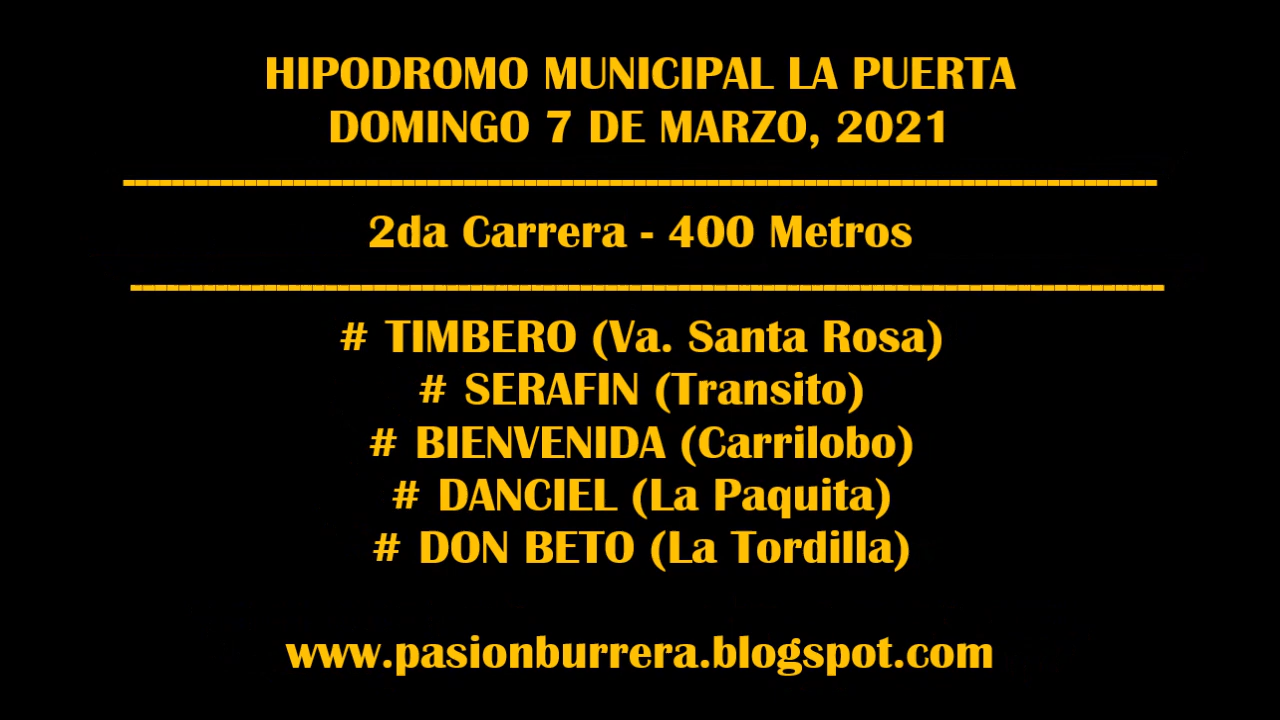 HIPODROMO MUNICIPAL LA PUERTA
DOMINGO 7 DE MARZO, 2021
--------------------------------------------------------------------------------------
2da Carrera - 400 Metros
--------------------------------------------------------------------------------------
# TIMBERO (Va. Santa Rosa)
# SERAFIN (Transito)
# BIENVENIDA (Carrilobo)
# DANCIEL (La Paquita)
# DON BETO (La Tordilla)
www.pasionburrera.blogspot.com